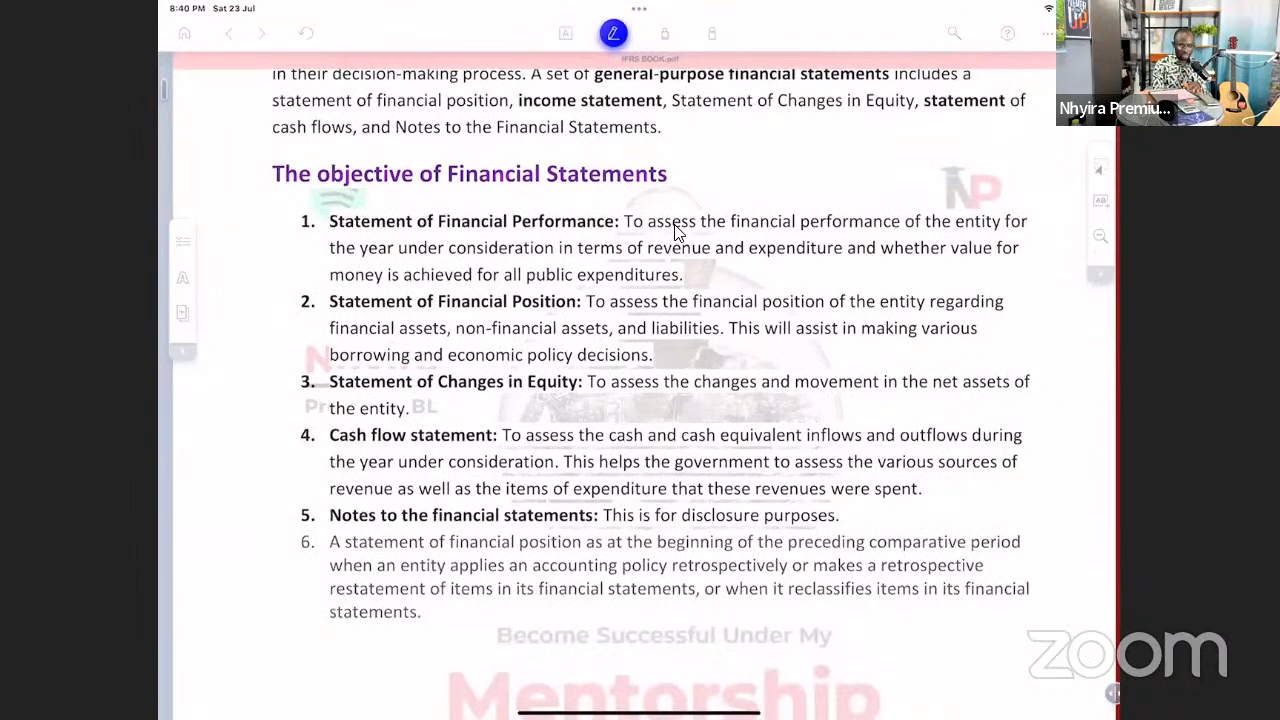 8:40 PM Sat 23 Jul
IFRS BOOK.pdf
in their decision-making process. A set of general-purpose financial statements includes a
statement of financial position, income statement, Statement of Changes in Equity, statement of
cash flows, and Notes to the Financial Statements.
Nhyira Premiu...
The objective of Financial Statements
NP
1. Statement of Financial Performance: To assess the financial performance of the entity for
the year under consideration in terms of revenue and expenditure and whether value for
money is achieved for all public expenditures.
2. Statement of Financial Position: To assess the financial position of the entity regarding
financial assets, non-financial assets, and liabilities. This will assist in making various
borrowing and economic policy decisions.
3. Statement of Changes in Equity: To assess the changes and movement in the net assets of
the entity.
4. Cash flow statement: To assess the cash and cash equivalent inflows and outflows during
the year under consideration. This helps the government to assess the various sources of
revenue as well as the items of expenditure that these revenues were spent.
5. Notes to the financial statements: This is for disclosure purposes.
6. A statement of financial position as at the beginning of the preceding comparative period
when an entity applies an accounting policy retrospectively or makes a retrospective
restatement of items in its financial statements, or when it reclassifies items in its financial
statements.
Become Successful Under My
Mentorship
zoom